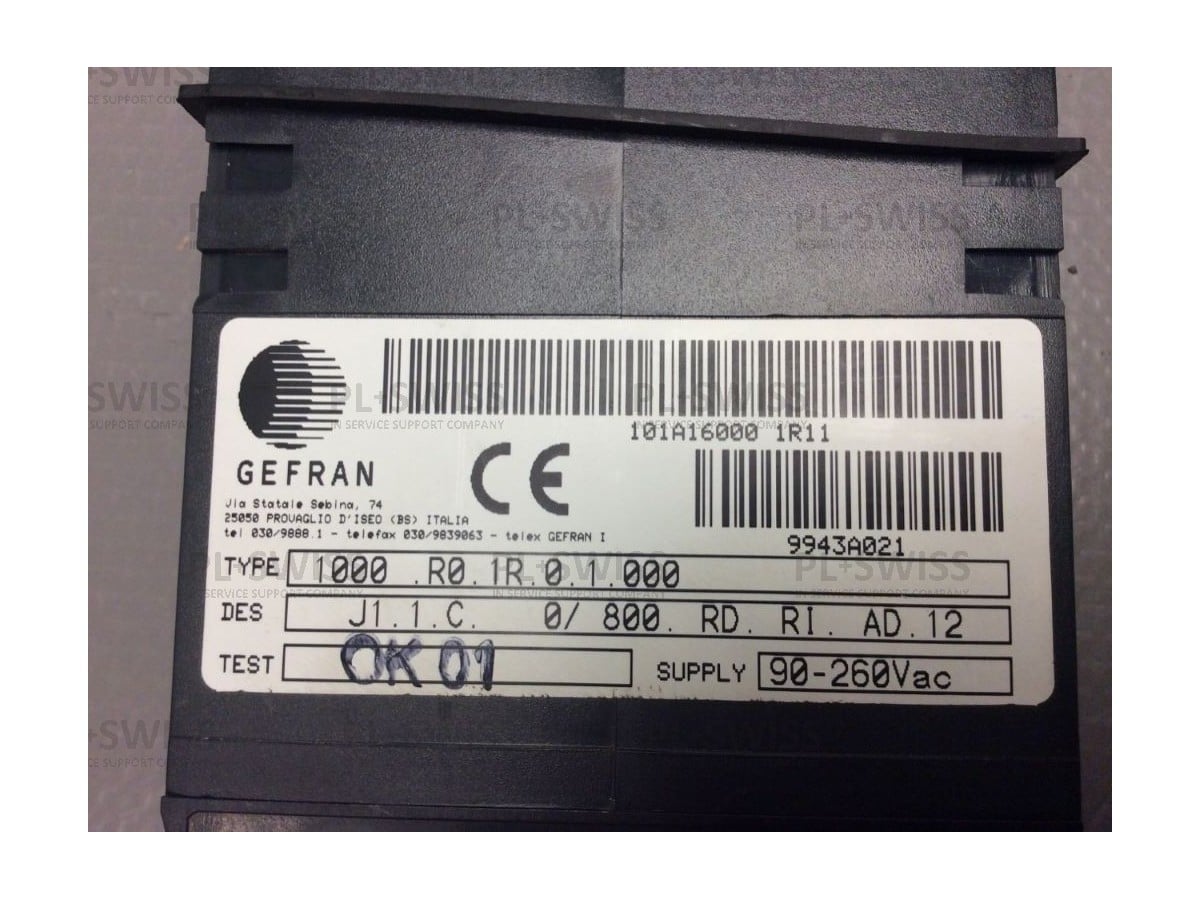 101A16000 1R11
GEFRAN
CE
Via Statale Sebina, 74
25050 PROVAGLIO D'ISEO (BS) ITALIA
tel 030/9888.1 - telefax 030/9839063 - telex GEFRAN I
9943A021
TYPE 1000 .R0.1R.0.1.000
DES J1.1.C. 0/ 800. RD. RI. AD.12
TEST OK 01
SUPPLY 90-260Vac
PL+SWISS
IN SERVICE SUPPORT COMPANY